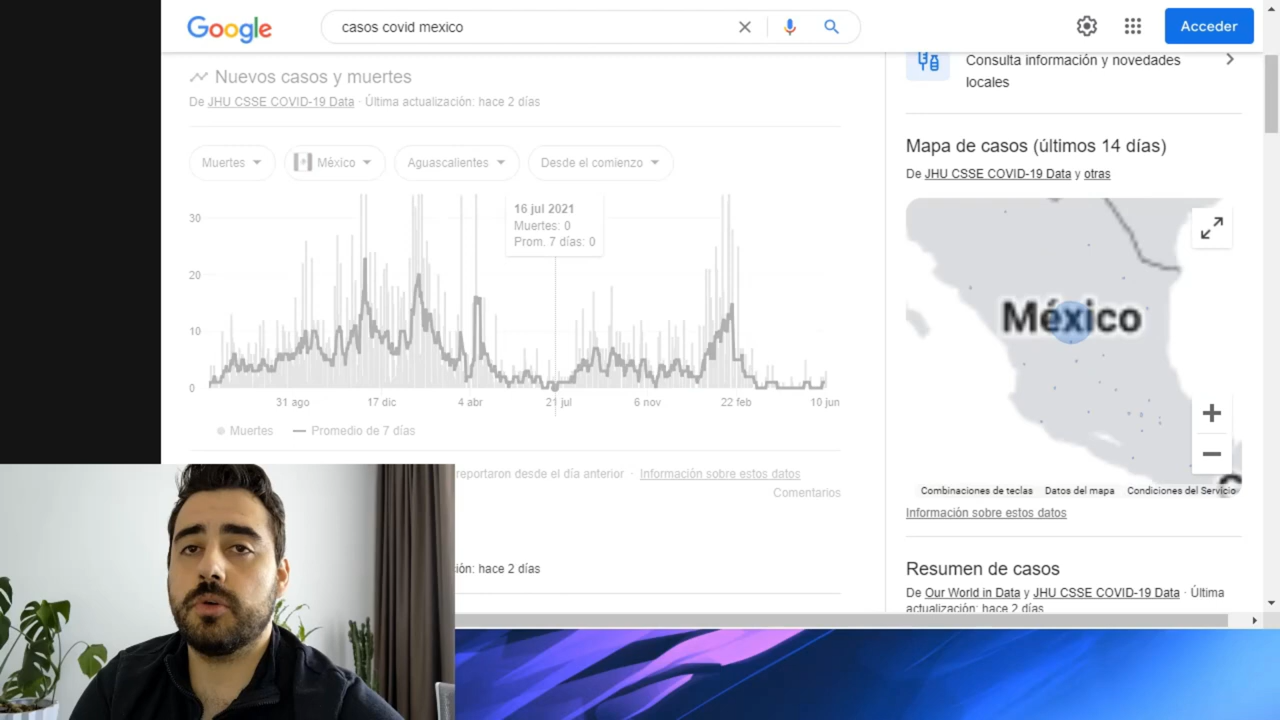 Google
casos covid mexico
Acceder
Nuevos casos y muertes
De JHU CSSE COVID-19 Data · Última actualización: hace 2 días
Muertes
México
Aguascalientes
Desde el comienzo
30
20
10
0
16 jul 2021
Muertes: 0
Prom. 7 días: 0
31 ago
17 dic
4 abr
21 jul
6 nov
22 feb
10 jun
Muertes
Promedio de 7 días
reportaron desde el día anterior · Información sobre estos datos
Comentarios
ión: hace 2 días
Consulta información y novedades
locales
Mapa de casos (últimos 14 días)
De JHU CSSE COVID-19 Data y otras
México
Combinaciones de teclas
Datos del mapa
Condiciones del Servicio
Información sobre estos datos
Resumen de casos
De Our World in Data y JHU CSSE COVID-19 Data · Última
actualización: hace 2 días